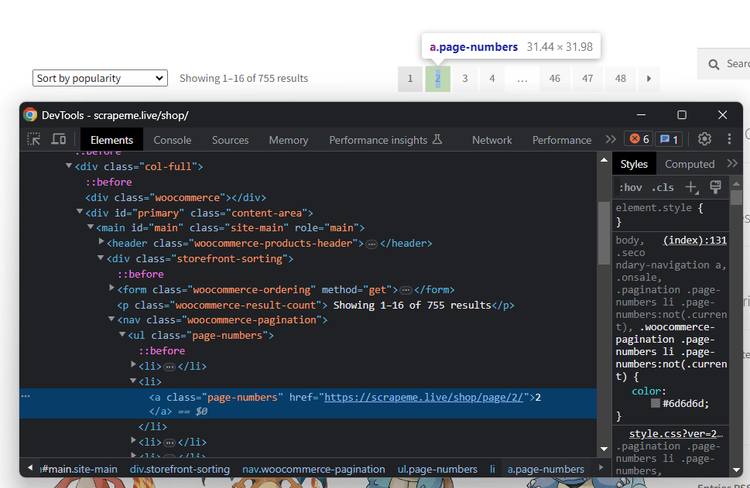 a.page-numbers 31.44 × 31.98
Sort by popularity Showing 1–16 of 755 results 1 2 3 4 … 46 47 48 Sear
DevTools - scrapeme.live/shop/
Elements Console Sources Memory Performance insights Network Performance » 6 1
::before
<div class="col-full">
::before
<div class="woocommerce"></div>
<div id="primary" class="content-area">
<main id="main" class="site-main" role="main">
<header class="woocommerce-products-header">…</header>
<div class="storefront-sorting">
::before
<form class="woocommerce-ordering" method="get">…</form>
<p class="woocommerce-result-count"> Showing 1–16 of 755 results</p>
<nav class="woocommerce-pagination">
<ul class="page-numbers">
::before
<li>…</li>
<li>
<a class="page-numbers" href="https://scrapeme.live/shop/page/2/">2
</a> == $0
</li>
<li>…</li>
<li>…</li>
n#main.site-main div.storefront-sorting nav.woocommerce-pagination ul.page-numbers li a.page-numbers
Styles Computed »
:hov .cls
element.style {
}
body, (index):131
.seco
ndary-navigation a,
.onsale,
.pagination .page-
numbers li .page-
numbers:not(.curren
t), .woocommerce-
pagination .page-
numbers li .page-
numbers:not(.curren
t) {
color:
#6d6d6d;
}
style.css?ver=2…
.pagination .page-
numbers li .page-
numbers,